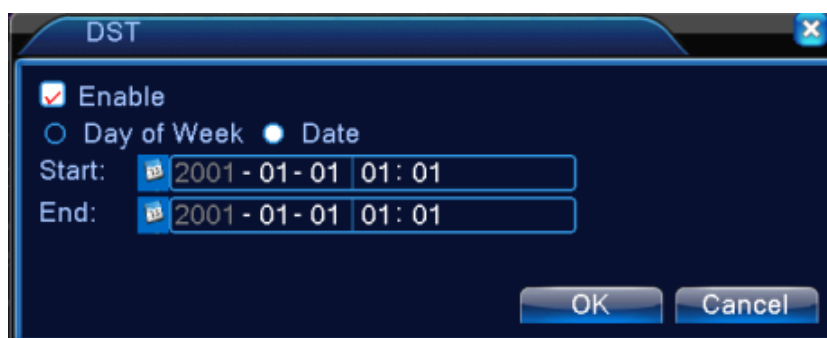 DST
Enable
Day of Week Date
Start: 2001 - 01 - 01 01: 01
End: 2001 - 01 - 01 01: 01
OK Cancel